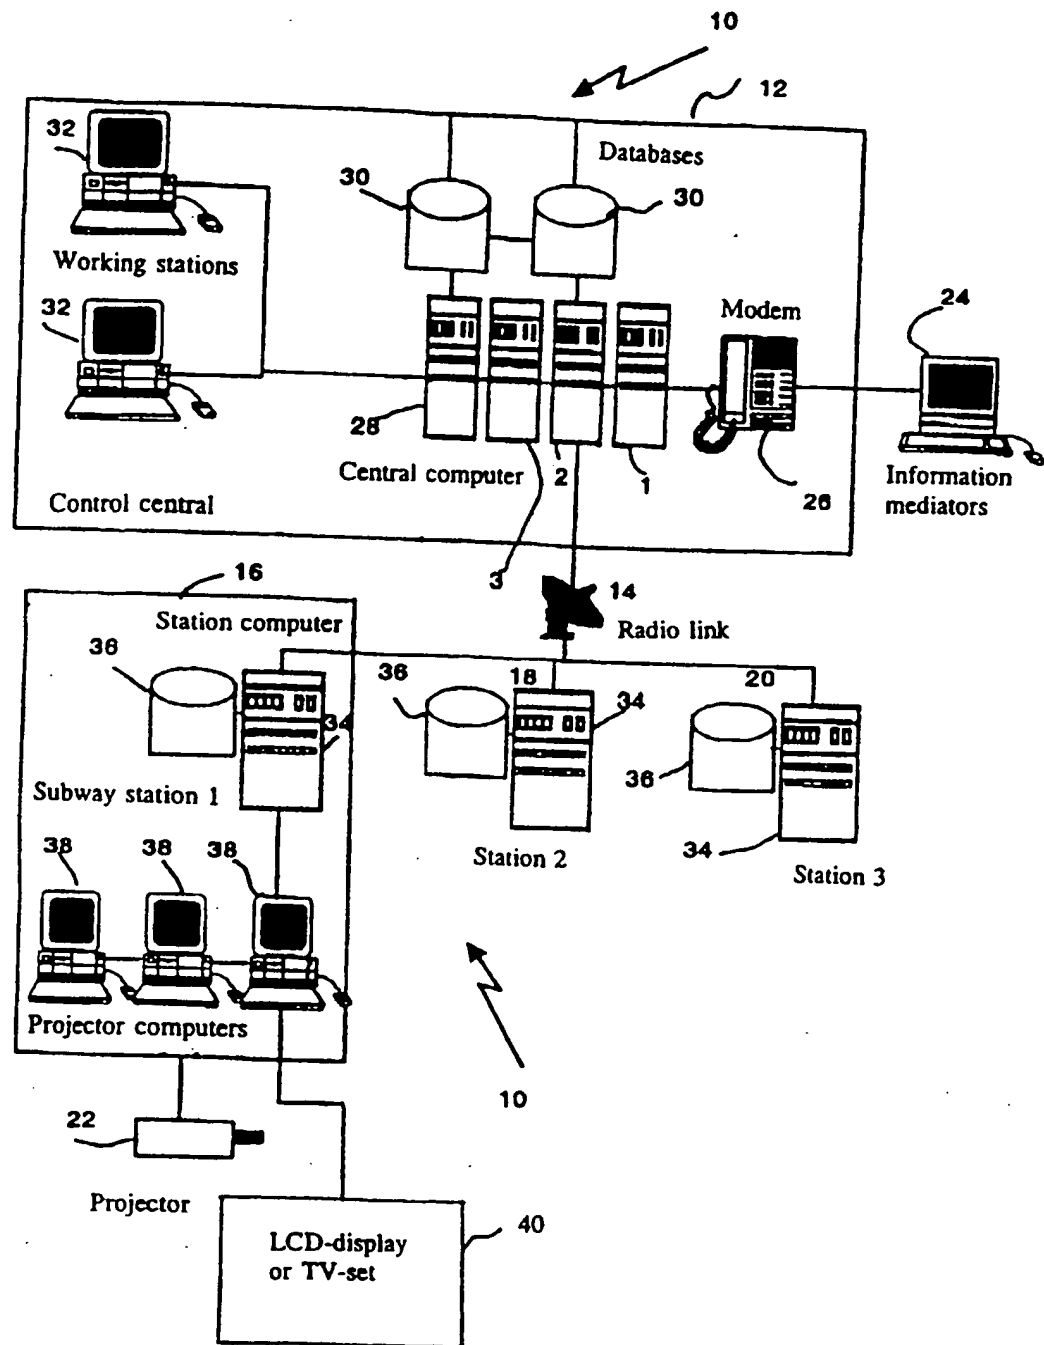 10
12
32
Databases
30
30
Working stations
32
Modem
24
28
2
1
Central computer
26
Information
mediators
Control central
3
16
14
Station computer
Radio link
36
36
18
34
20
34
36
Subway station 1
34
Station 2
Station 3
38
38
38
Projector computers
10
22
Projector
40
LCD-display
or TV-set